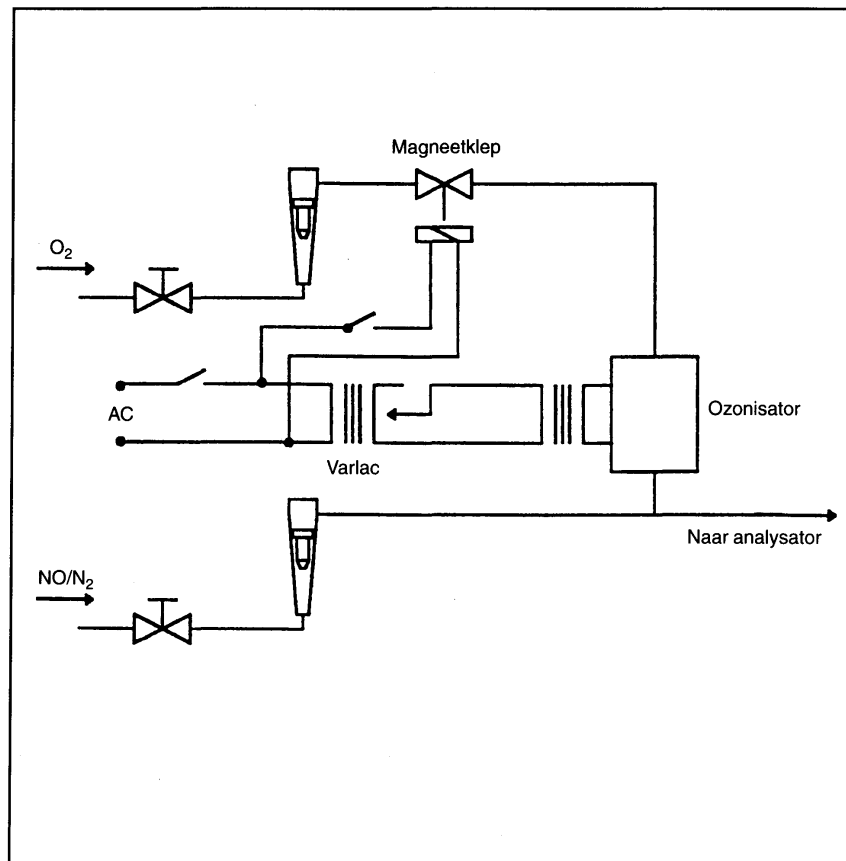 Magneetklep
O₂
AC
Varlac
Ozonisator
Naar analysator
NO/N₂